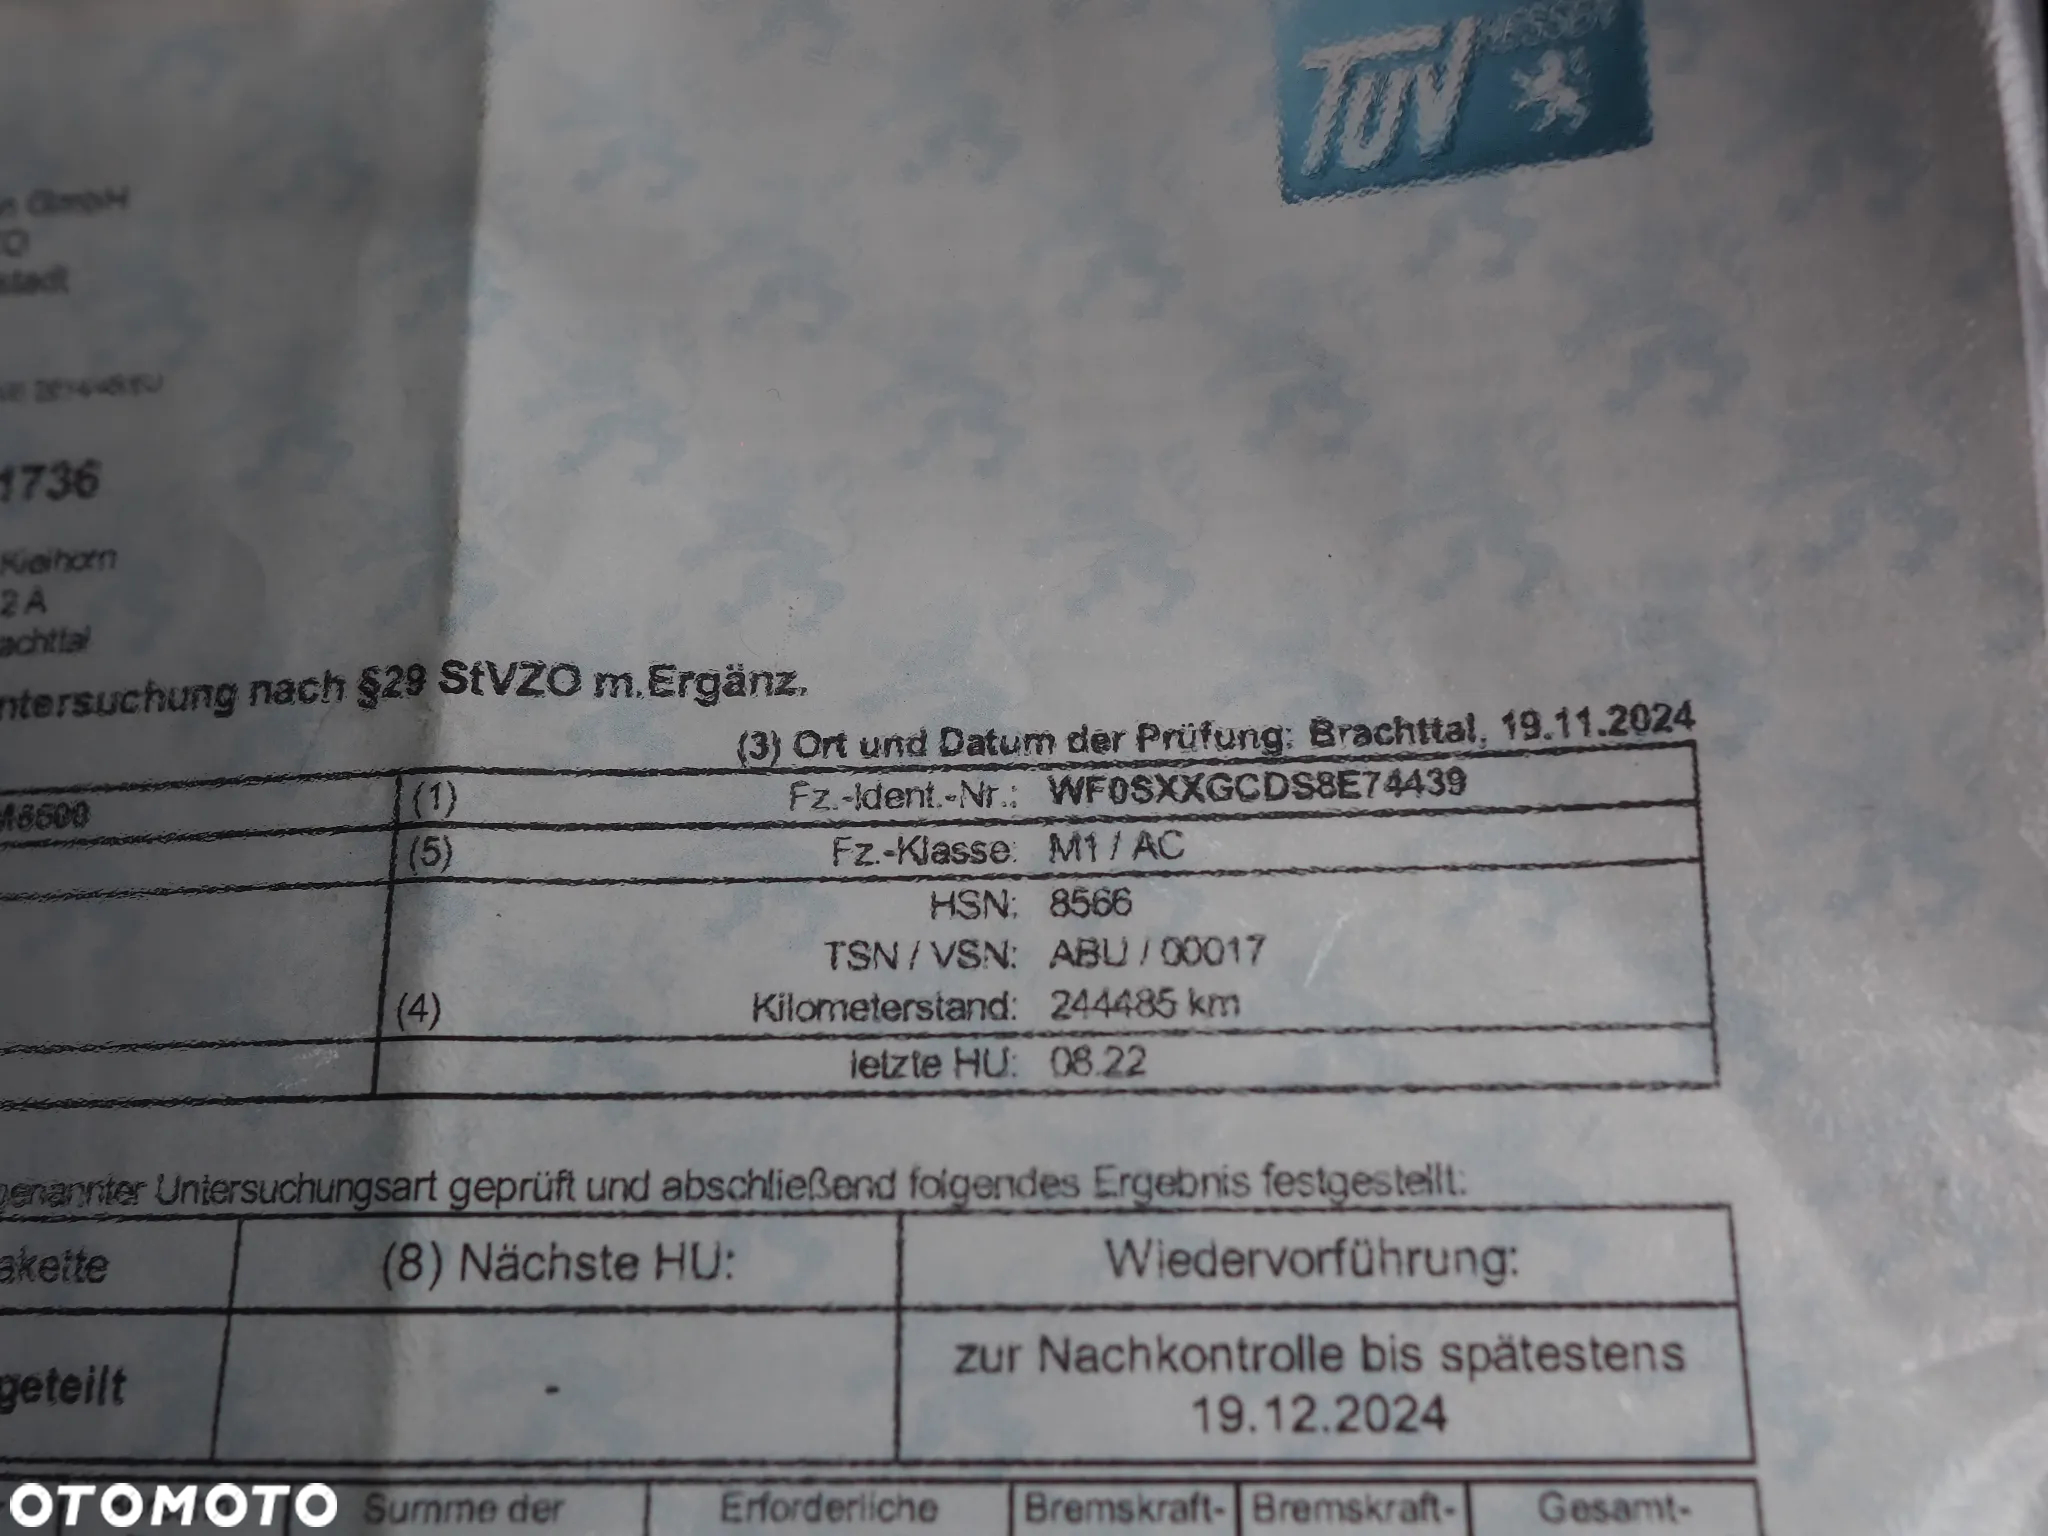 HESSEN
TÜV
GmbH
1736
2 A
achttal
ntersuchung nach §29 StVZO m.Ergänz.
(3) Ort und Datum der Prüfung: Brachttal, 19.11.2024
(1) Fz.-Ident.-Nr.: WF0SXXGCDS8E74439
(5) Fz.-Klasse: M1 / AC
HSN: 8566
TSN / VSN: ABU / 00017
(4) Kilometerstand: 244485 km
letzte HU: 08.22
genannter Untersuchungsart geprüft und abschließend folgendes Ergebnis festgestellt:
akette (8) Nächste HU: Wiedervorführung:
geteilt - zur Nachkontrolle bis spätestens
19.12.2024
Summe der Erforderliche Bremskraft- Bremskraft- Gesamt-
OTOMOTO